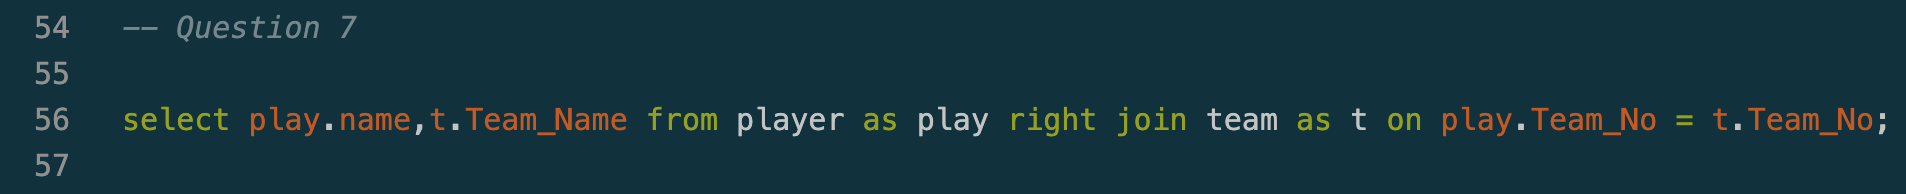 54 -- Question 7
55
56 select play.name,t.Team_Name from player as play right join team as t on play.Team_No = t.Team_No;
57